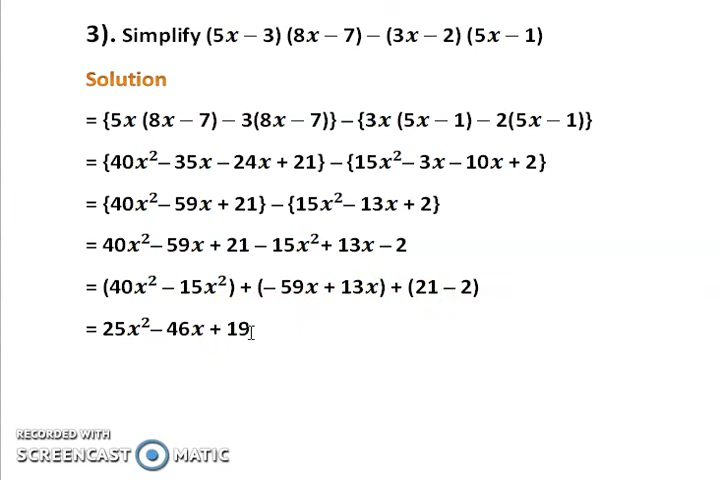 3). Simplify (5x − 3) (8x − 7) − (3x − 2) (5x − 1)
Solution
= {5x (8x − 7) − 3(8x − 7)} − {3x (5x − 1) − 2(5x − 1)}
= {40x² − 35x − 24x + 21} − {15x² − 3x − 10x + 2}
= {40x² − 59x + 21} − {15x² − 13x + 2}
= 40x² − 59x + 21 − 15x² + 13x − 2
= (40x² − 15x²) + (− 59x + 13x) + (21 − 2)
= 25x² − 46x + 19
RECORDED WITH
SCREENCAST MATIC